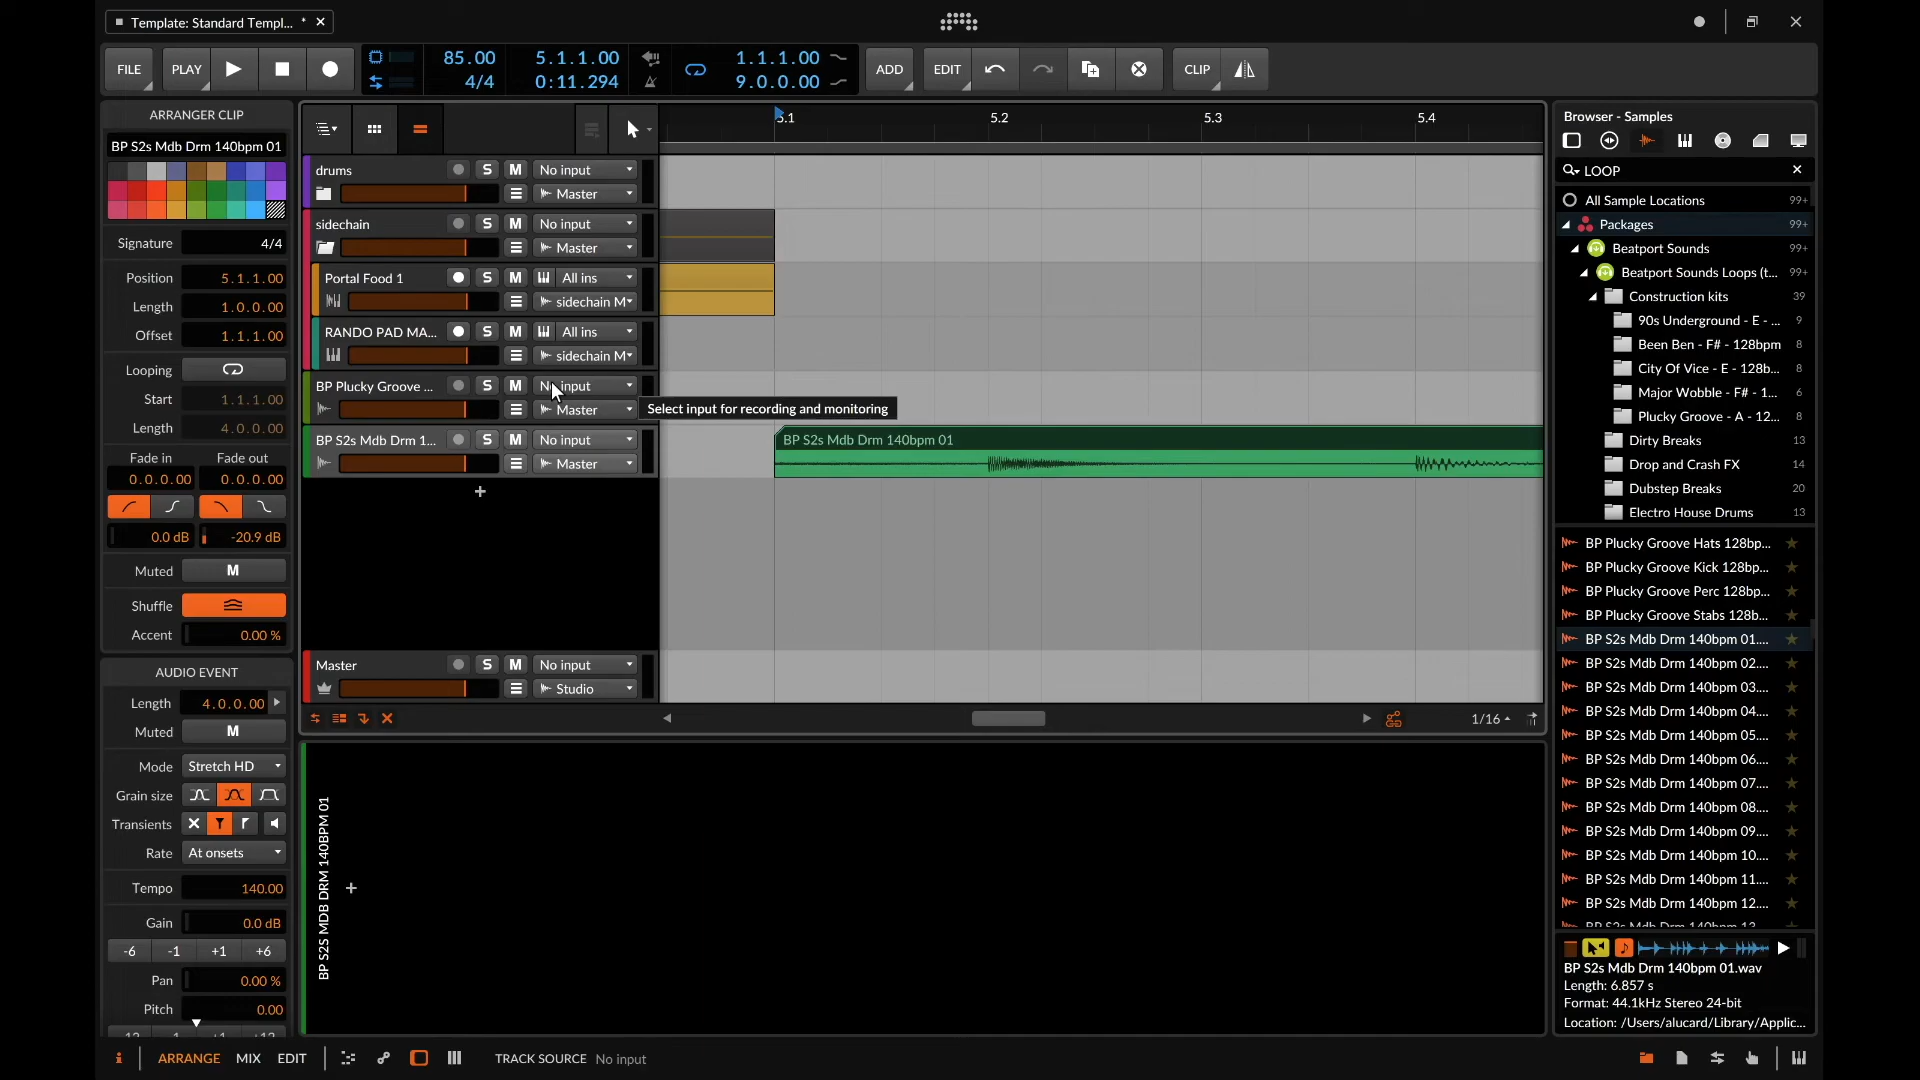 Template: Standard Templ... *
FILE
PLAY
85.00
4/4
5.1.1.00
0:11.294
1.1.1.00
9.0.0.00
ADD
EDIT
CLIP
ARRANGER CLIP
BP S2s Mdb Drm 140bpm 01
Signature 4/4
Position 5.1.1.00
Length 1.0.0.00
Offset 1.1.1.00
Looping
Start 1.1.1.00
Length 4.0.0.00
Fade in Fade out
0.0.0.00 0.0.0.00
0.0 dB -20.9 dB
Muted M
Shuffle
Accent 0.00 %
AUDIO EVENT
Length 4.0.0.00
Muted M
Mode Stretch HD
Grain size
Transients
Rate At onsets
Tempo 140.00
Gain 0.0 dB
-6 -1 +1 +6
Pan 0.00 %
Pitch 0.00
5.1 5.2 5.3 5.4
drums S M No input
Master
sidechain S M No input
Master
Portal Food 1 S M All ins
sidechain M
RANDO PAD MA... S M All ins
sidechain M
BP Plucky Groove ... S M No input
Master
Select input for recording and monitoring
BP S2s Mdb Drm 1... S M No input
Master
BP S2s Mdb Drm 140bpm 01
+
Master S M No input
Studio
1/16
BP S2S MDB DRM 140BPM 01
+
Browser - Samples
LOOP
All Sample Locations 99+
Packages 99+
Beatport Sounds 99+
Beatport Sounds Loops (t... 99+
Construction kits 39
90s Underground - E - ... 9
Been Ben - F# - 128bpm 8
City Of Vice - E - 128b... 8
Major Wobble - F# - 1... 6
Plucky Groove - A - 12... 8
Dirty Breaks 13
Drop and Crash FX 14
Dubstep Breaks 20
Electro House Drums 13
BP Plucky Groove Hats 128bp...
BP Plucky Groove Kick 128bp...
BP Plucky Groove Perc 128bp...
BP Plucky Groove Stabs 128b...
BP S2s Mdb Drm 140bpm 01....
BP S2s Mdb Drm 140bpm 02....
BP S2s Mdb Drm 140bpm 03....
BP S2s Mdb Drm 140bpm 04....
BP S2s Mdb Drm 140bpm 05....
BP S2s Mdb Drm 140bpm 06....
BP S2s Mdb Drm 140bpm 07....
BP S2s Mdb Drm 140bpm 08....
BP S2s Mdb Drm 140bpm 09....
BP S2s Mdb Drm 140bpm 10....
BP S2s Mdb Drm 140bpm 11....
BP S2s Mdb Drm 140bpm 12....
BP S2s Mdb Drm 140bpm 13....
BP S2s Mdb Drm 140bpm 01.wav
Length: 6.857 s
Format: 44.1kHz Stereo 24-bit
Location: /Users/alucard/Library/Applic...
i ARRANGE MIX EDIT
TRACK SOURCE No input